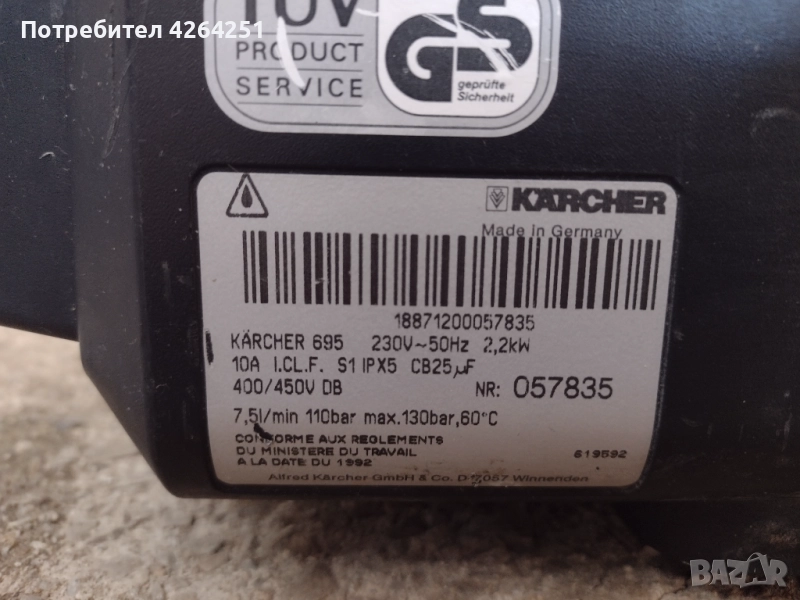 Потребител 4264251
TÜV
PRODUCT
SERVICE
GS
geprüfte
Sicherheit
KÄRCHER
Made in Germany
18871200057835
KÄRCHER 695 230V~50Hz 2,2kW
10A I.CL.F. S1 IPX5 CB25µF
400/450V DB NR: 057835
7,5l/min 110bar max.130bar,60°C
CONFORME AUX REGLEMENTS
DU MINISTERE DU TRAVAIL
A LA DATE DU 1992
619592
Alfred Kärcher GmbH & Co. D-7057 Winnenden
BAZAR